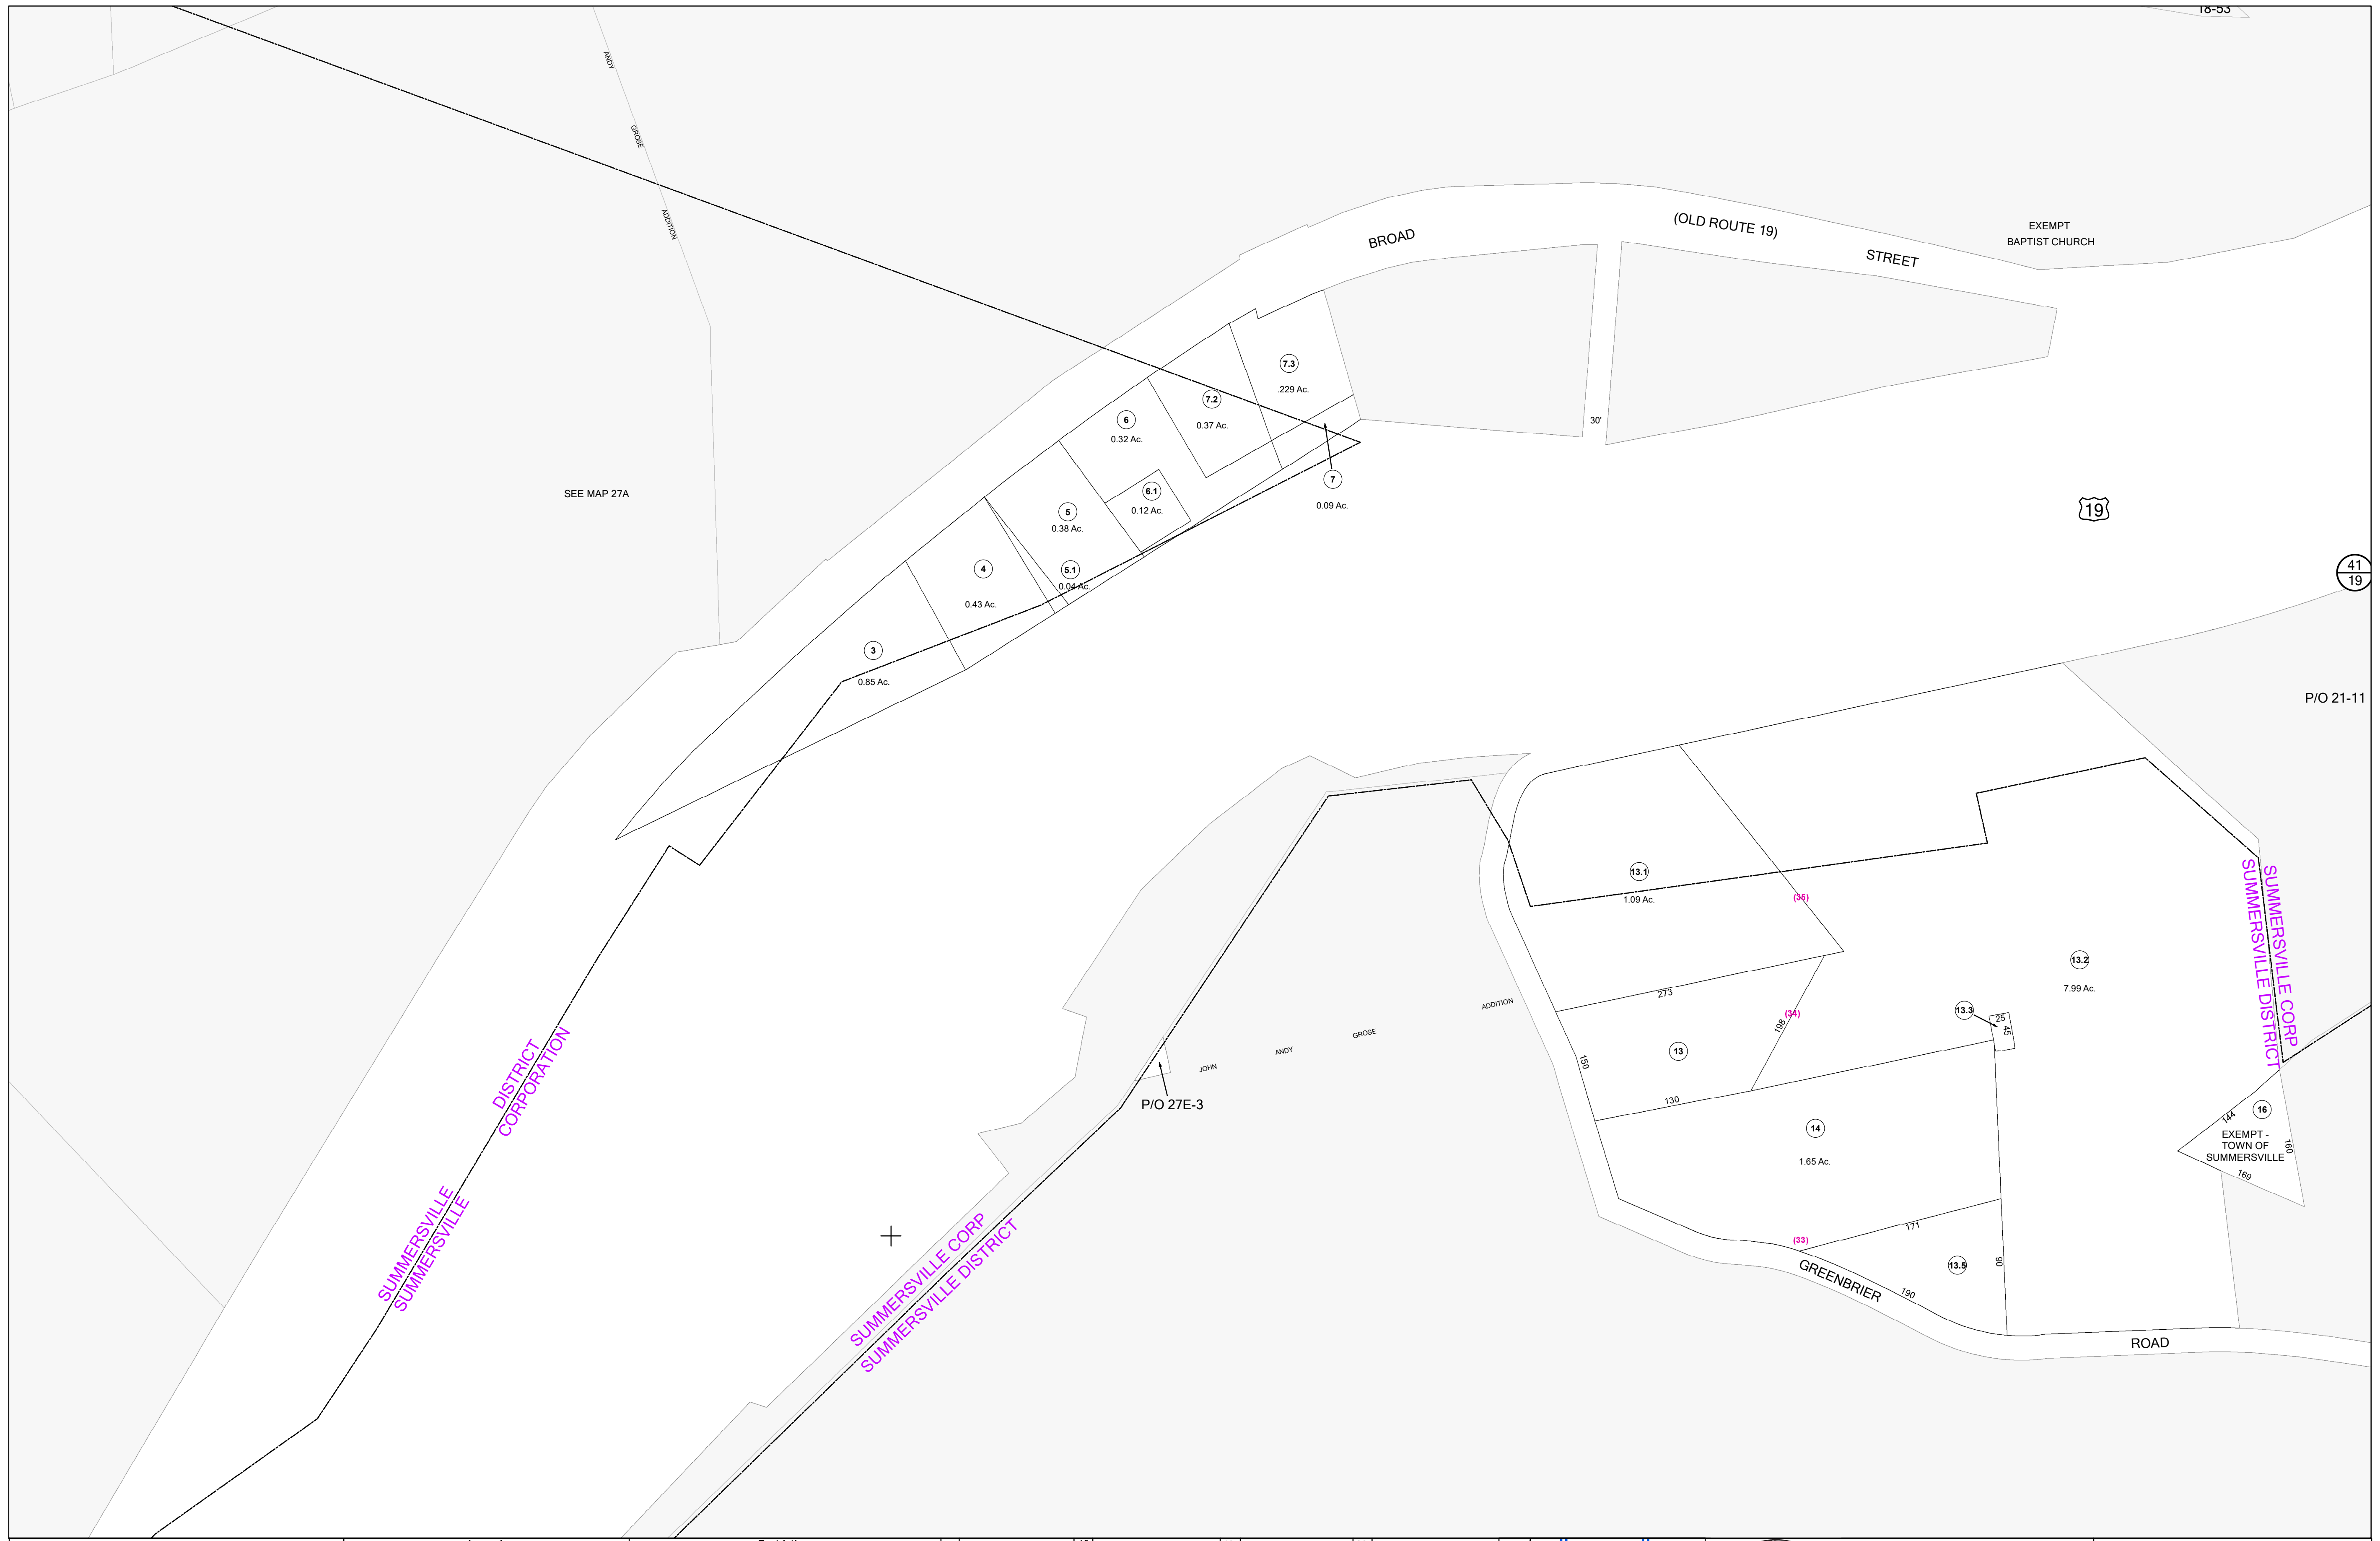 18-53
ANDY
GROSE
ADDITION
BROAD
(OLD ROUTE 19)
STREET
EXEMPT
BAPTIST CHURCH
SEE MAP 27A
7.3
.229 Ac.
7.2
0.37 Ac.
6
0.32 Ac.
30'
7
0.09 Ac.
6.1
0.12 Ac.
5
0.38 Ac.
19
5.1
0.04 Ac.
4
0.43 Ac.
41
19
3
0.85 Ac.
P/O 21-11
13.1
1.09 Ac.
(35)
SUMMERSVILLE CORP
SUMMERSVILLE DISTRICT
13.2
7.99 Ac.
273
(34)
198
13.3
25
45
13
150
130
JOHN
ANDY
GROSE
ADDITION
P/O 27E-3
DISTRICT
CORPORATION
SUMMERSVILLE
SUMMERSVILLE
14
1.65 Ac.
16
144
160
169
EXEMPT -
TOWN OF
SUMMERSVILLE
SUMMERSVILLE CORP
SUMMERSVILLE DISTRICT
171
(33)
13.5
90
190
GREENBRIER
ROAD